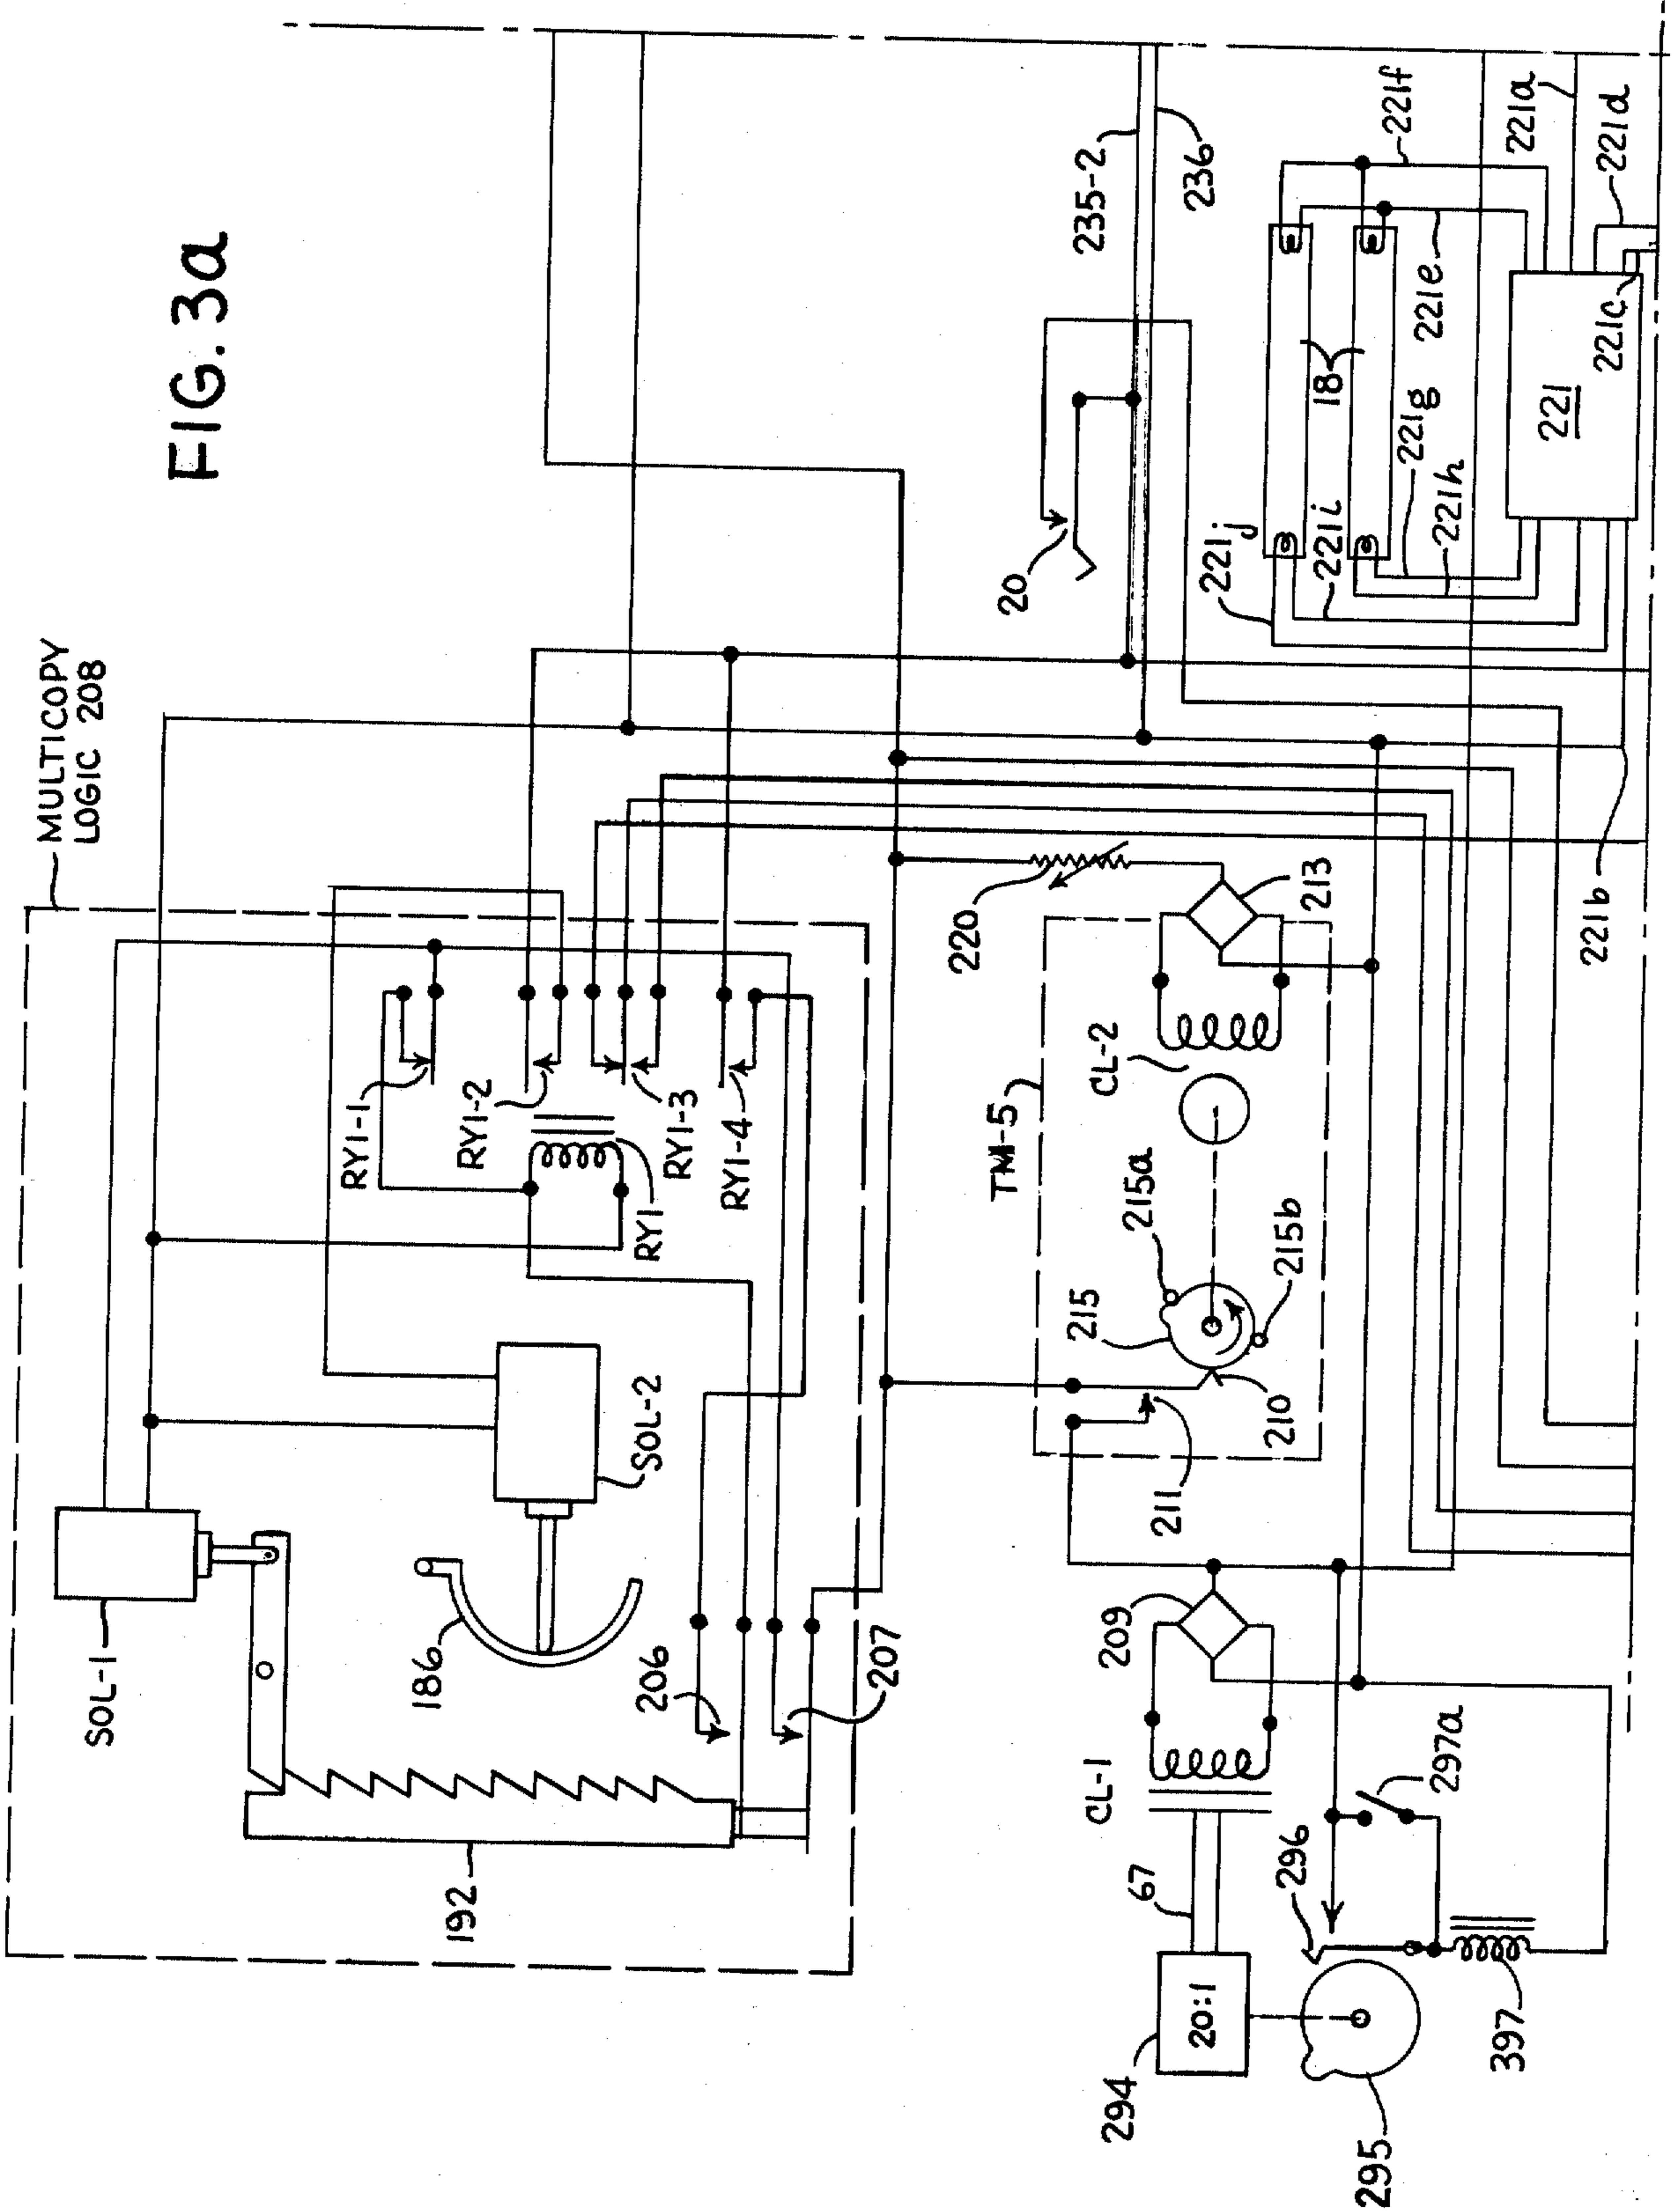 FIG. 3a
MULTICOPY
LOGIC 208
SOL-1
192
186
SOL-2
206
207
RY1-1
RY1-2
RY1
RY1-3
RY1-4
20
235-2
236
TM-5
CL-2
220
213
215a
215
215b
210
211
209
CL-1
67
294
20:1
295
296
297a
397
221j
221i
18
221g
221h
221e
221f
221
221a
221c
221d
221b